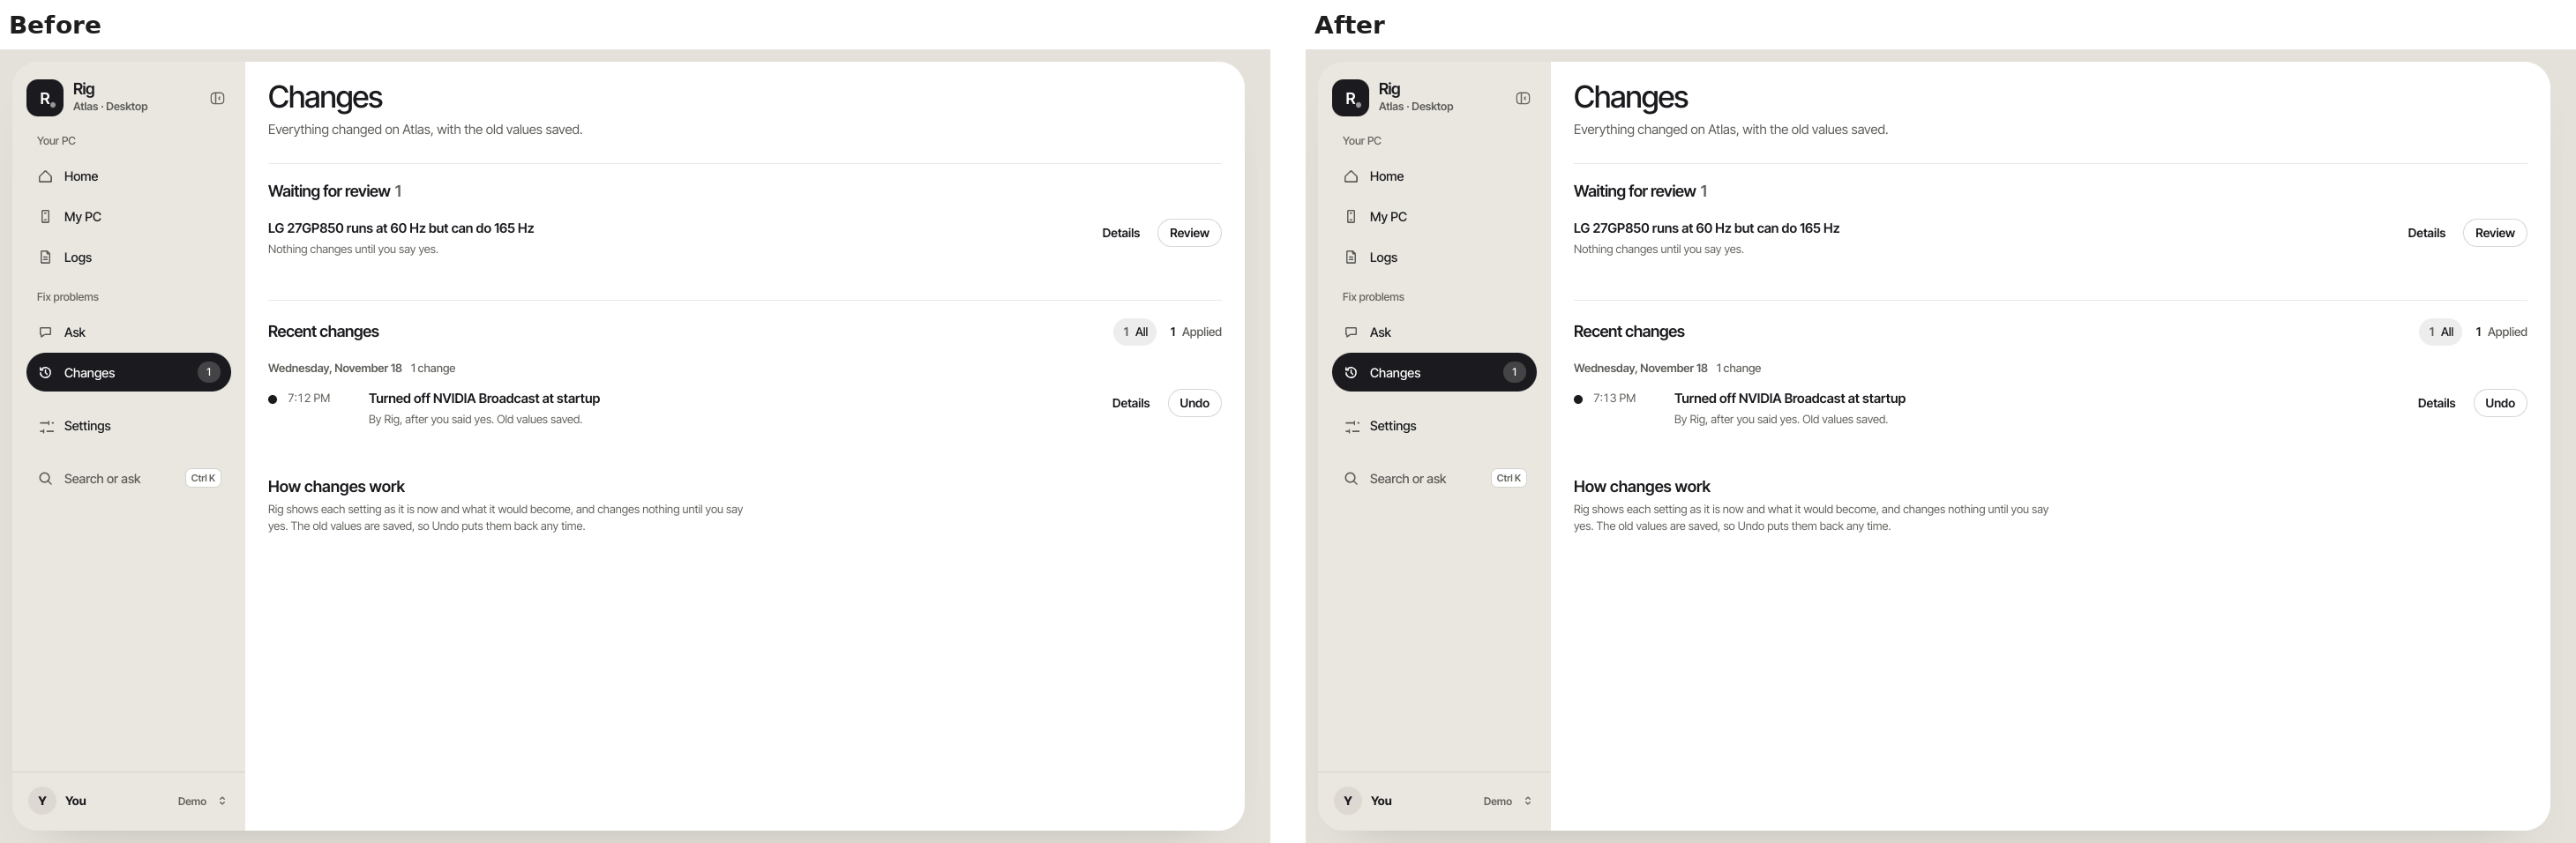 Before
R.
Rig
Atlas · Desktop
Your PC
Home
My PC
Logs
Fix problems
Ask
Changes 1
Settings
Search or ask Ctrl K
Y You Demo
Changes
Everything changed on Atlas, with the old values saved.
Waiting for review 1
LG 27GP850 runs at 60 Hz but can do 165 Hz
Nothing changes until you say yes.
Details Review
Recent changes
1 All 1 Applied
Wednesday, November 18 1 change
7:12 PM Turned off NVIDIA Broadcast at startup
By Rig, after you said yes. Old values saved.
Details Undo
How changes work
Rig shows each setting as it is now and what it would become, and changes nothing until you say
yes. The old values are saved, so Undo puts them back any time.
After
R.
Rig
Atlas · Desktop
Your PC
Home
My PC
Logs
Fix problems
Ask
Changes 1
Settings
Search or ask Ctrl K
Y You Demo
Changes
Everything changed on Atlas, with the old values saved.
Waiting for review 1
LG 27GP850 runs at 60 Hz but can do 165 Hz
Nothing changes until you say yes.
Details Review
Recent changes
1 All 1 Applied
Wednesday, November 18 1 change
7:13 PM Turned off NVIDIA Broadcast at startup
By Rig, after you said yes. Old values saved.
Details Undo
How changes work
Rig shows each setting as it is now and what it would become, and changes nothing until you say
yes. The old values are saved, so Undo puts them back any time.